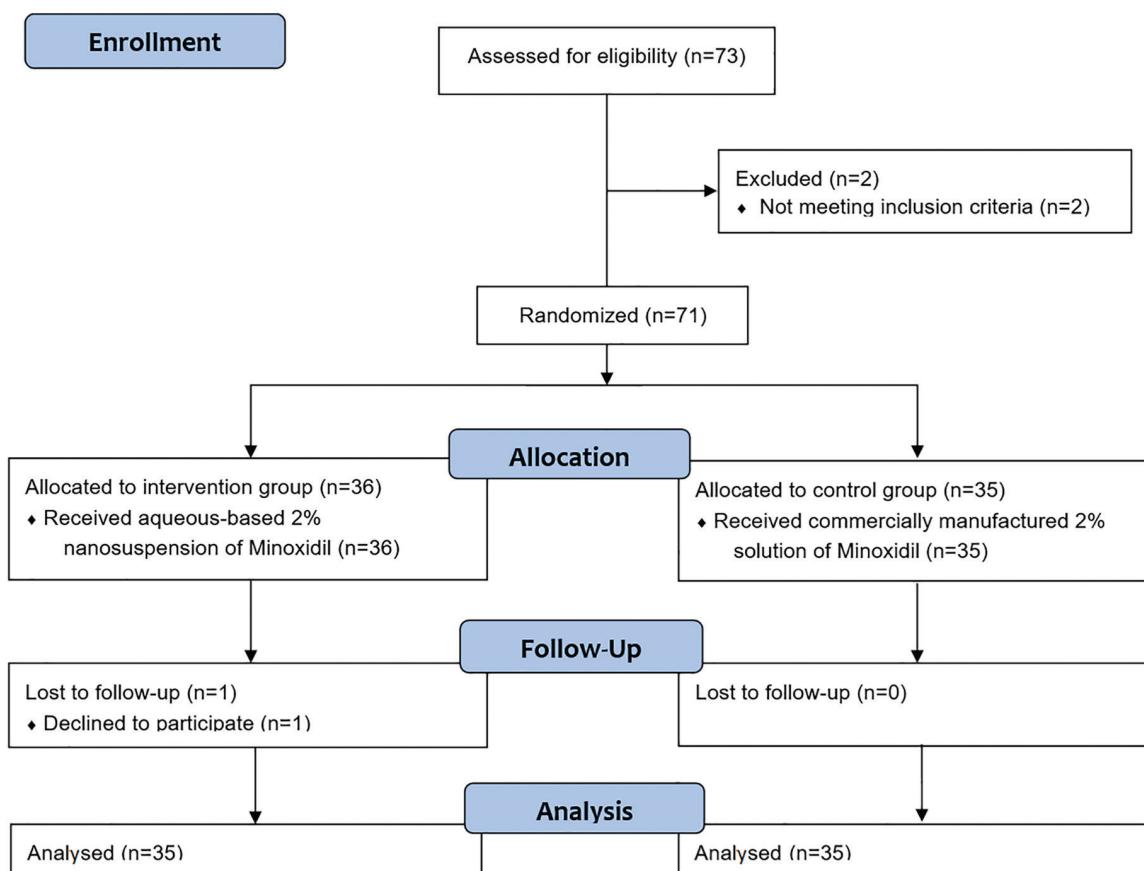 Enrollment
Assessed for eligibility (n=73)
Excluded (n=2)
♦ Not meeting inclusion criteria (n=2)
Randomized (n=71)
Allocation
Allocated to intervention group (n=36)
♦ Received aqueous-based 2%
nanosuspension of Minoxidil (n=36)
Allocated to control group (n=35)
♦ Received commercially manufactured 2%
solution of Minoxidil (n=35)
Follow-Up
Lost to follow-up (n=1)
♦ Declined to participate (n=1)
Lost to follow-up (n=0)
Analysis
Analysed (n=35)
Analysed (n=35)